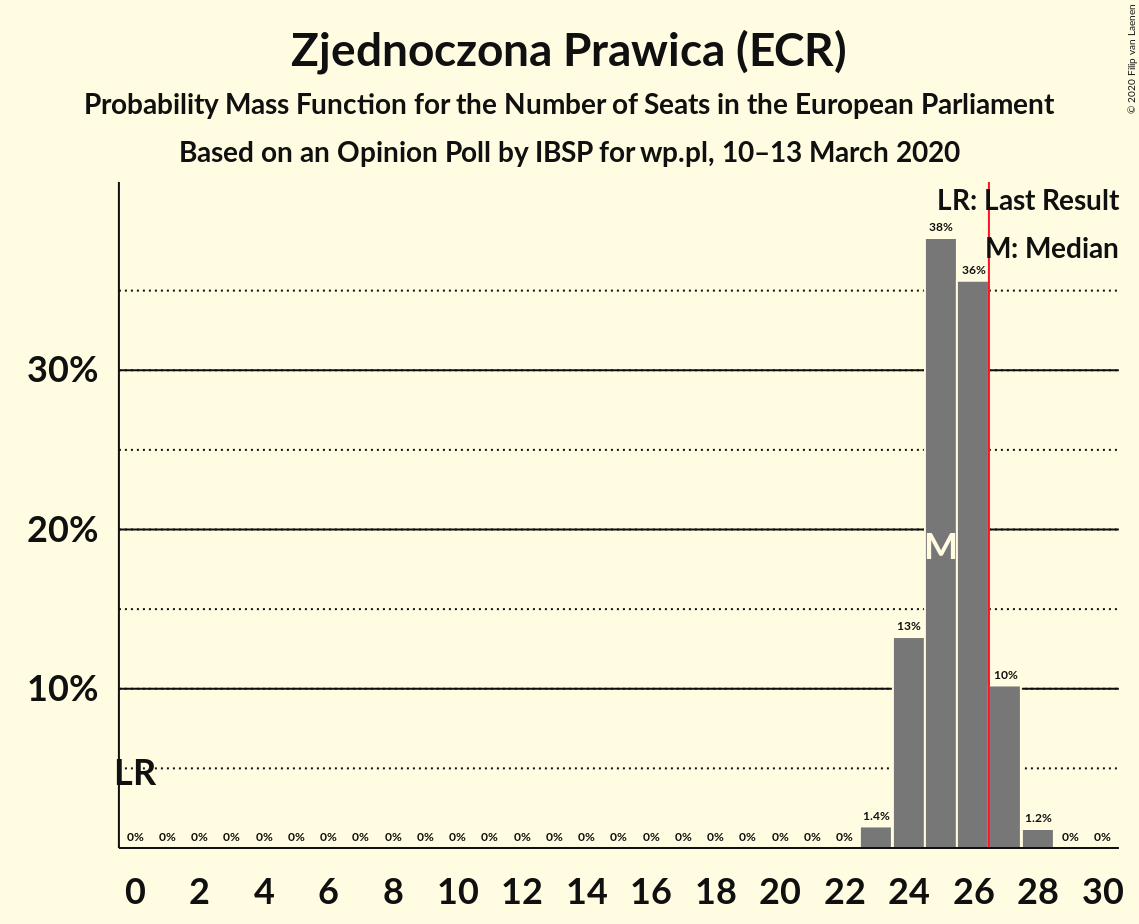 Zjednoczona Prawica (ECR)
Probability Mass Function for the Number of Seats in the European Parliament
Based on an Opinion Poll by IBSP for wp.pl, 10–13 March 2020
© 2020 Filip van Laenen
LR: Last Result
M: Median
38%
36%
30%
20%
M
13%
10%
10%
LR
1.4%
1.2%
0% 0% 0% 0% 0% 0% 0% 0% 0% 0% 0% 0% 0% 0% 0% 0% 0% 0% 0% 0% 0% 0% 0% 0% 0%
0 2 4 6 8 10 12 14 16 18 20 22 24 26 28 30